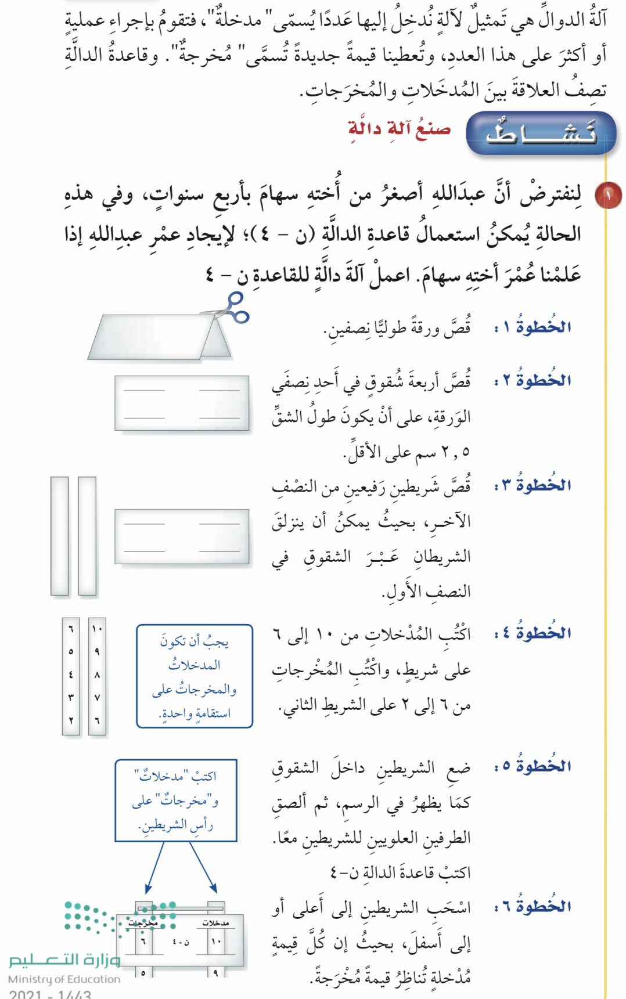 آلةُ الدوالِّ هي تَمثيلٌ لآلةٍ نُدخِلُ إليها عَددًا يُسمّى" مدخلةٌ"، فتقومُ بإجراءِ عمليةٍ
أو أكثرَ على هذا العددِ، وتُعطينا قيمةً جديدةً تُسمَّى" مُخرجةٌ". وقاعدةُ الدالَّةِ
تصِفُ العلاقةَ بينَ المُدخَلاتِ والمُخرَجاتِ.
نَشاطٌ
صنعُ آلةِ دالَّةٍ
١ لِنفترضْ أنَّ عبدَاللهِ أصغرُ من أُختهِ سهامَ بأربعِ سنواتٍ، وفي هذهِ
الحالةِ يُمكنُ استعمالُ قاعدةِ الدالَّةِ (ن – ٤)؛ لإيجادِ عمْرِ عبدِاللهِ إذا
عَلمْنا عُمْرَ أختِهِ سهامَ. اعملْ آلةَ دالَّةٍ للقاعدةِ ن – ٤
الخُطوةُ ١: قُصَّ ورقةً طوليًّا نِصفينِ.
الخُطوةُ ٢: قُصَّ أربعةَ شُقوقٍ في أَحدِ نِصفَي
الوَرقةِ، على أنْ يكونَ طولُ الشقِّ
٢,٥ سم على الأقلِّ.
الخُطوةُ ٣: قُصَّ شَريطينِ رَفيعينِ من النصْفِ
الآخرِ، بحيثُ يمكنُ أن ينزلقَ
الشريطانِ عَبْرَ الشقوقِ في
النصفِ الأَولِ.
الخُطوةُ ٤: اكْتُبِ المُدْخلاتِ من ١٠ إلى ٦
على شريطٍ، واكْتُبِ المُخْرجاتِ
من ٦ إلى ٢ على الشريطِ الثاني.
يجبُ أن تكونَ
المدخلاتُ
والمخرجاتُ على
استقامةٍ واحدةٍ.
١٠ ٦
٩ ٥
٨ ٤
٧ ٣
٦ ٢
الخُطوةُ ٥: ضعِ الشريطينِ داخلَ الشقوقِ
كمَا يظهرُ في الرسمِ، ثم ألصقِ
الطرفينِ العلويينِ للشريطينِ معًا.
اكتبْ قاعدةَ الدالةِ ن–٤
اكتبْ "مدخلاتٌ"
و"مخرجاتٌ" على
رأسِ الشريطينِ.
الخُطوةُ ٦: اسْحَبِ الشريطينِ إلى أَعلى أو
إلى أَسفلَ، بحيثُ إن كُلَّ قِيمةٍ
مُدْخلةٍ تُناظِرُ قيمةً مُخْرَجةً.
مدخلات مخرجات
١٠ ن-٤ ٦
٩ ٥
وزارة التعليم
Ministry of Education
2021 - 1443